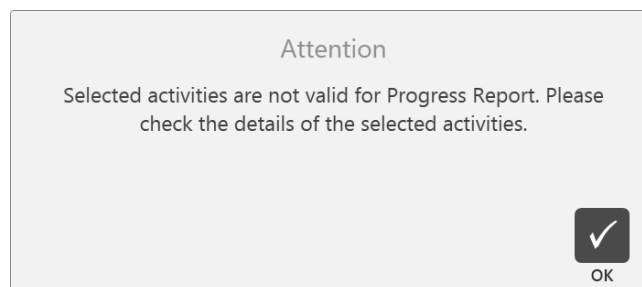 Attention
Selected activities are not valid for Progress Report. Please
check the details of the selected activities.
OK